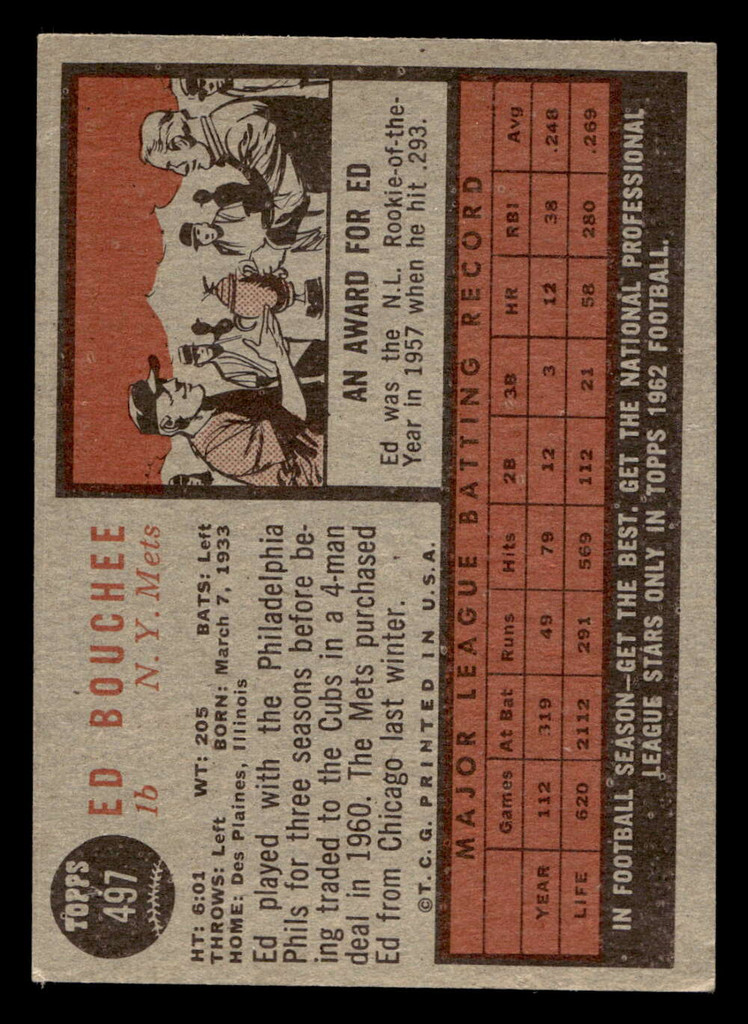 TOPPS
497
ED BOUCHEE
1b N.Y. Mets
HT: 6:01 WT: 205 BATS: Left
THROWS: Left BORN: March 7, 1933
HOME: Des Plaines, Illinois
Ed played with the Philadelphia
Phils for three seasons before be-
ing traded to the Cubs in a 4-man
deal in 1960. The Mets purchased
Ed from Chicago last winter.
©T. C. G. PRINTED IN U.S.A.
AN AWARD FOR ED
Ed was the N.L. Rookie-of-the-
Year in 1957 when he hit .293.
MAJOR LEAGUE BATTING RECORD
Games At Bat Runs Hits 2B 3B HR RBI Avg
YEAR 112 319 49 79 12 3 12 38 .248
LIFE 620 2112 291 569 112 21 58 280 .269
IN FOOTBALL SEASON—GET THE BEST. GET THE NATIONAL PROFESSIONAL
LEAGUE STARS ONLY IN TOPPS 1962 FOOTBALL.